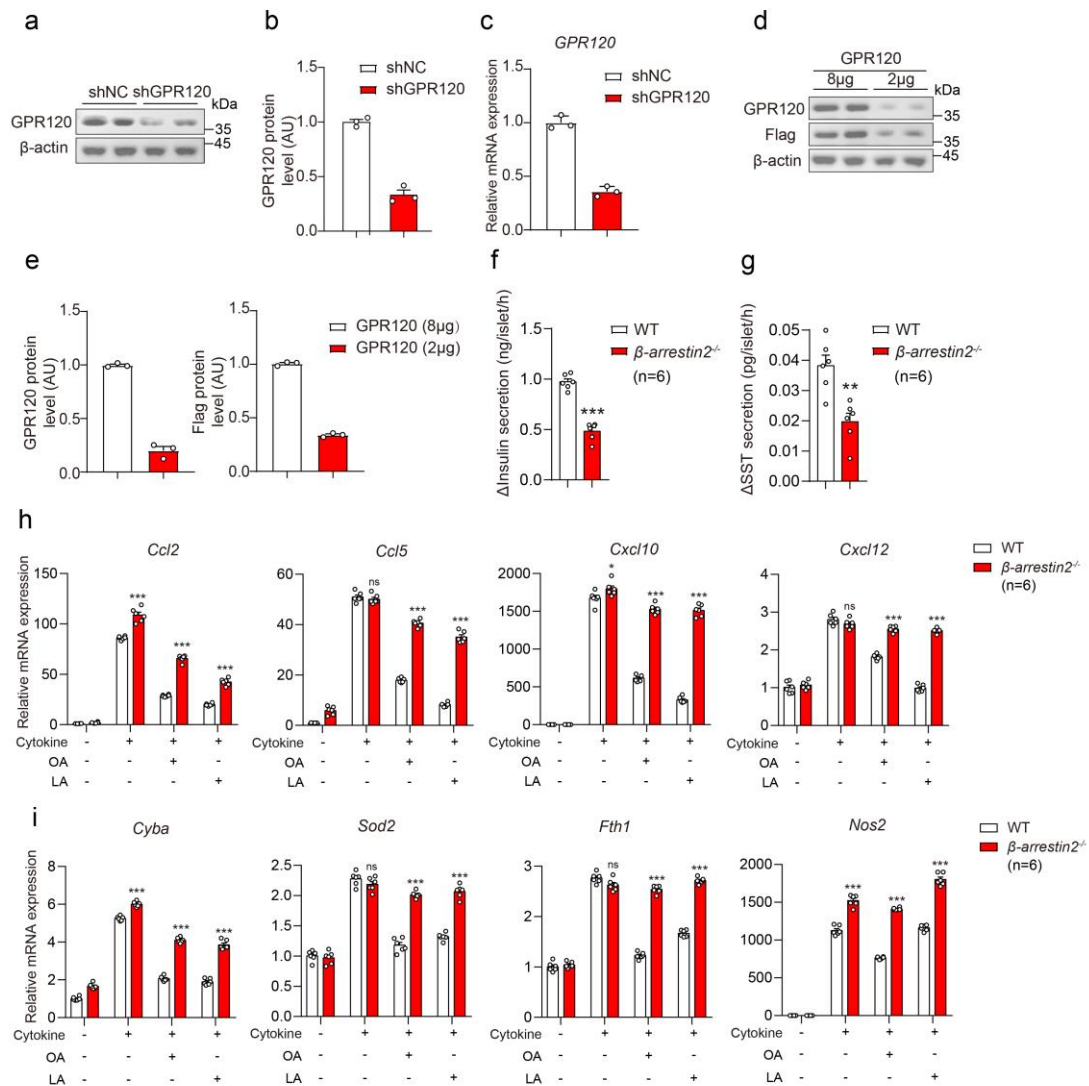 a
shNC shGPR120
kDa
GPR120
35
β-actin
45
b
shNC
shGPR120
GPR120 protein
level (AU)
1.5
1.0
0.5
0.0
c
GPR120
shNC
shGPR120
Relative mRNA expression
1.5
1.0
0.5
0.0
d
GPR120
8μg 2μg
kDa
GPR120
35
Flag
35
β-actin
45
e
GPR120 protein
level (AU)
1.5
1.0
0.5
0.0
Flag protein
level (AU)
1.5
1.0
0.5
0.0
GPR120 (8μg)
GPR120 (2μg)
f
ΔInsulin secretion (ng/islet/h)
1.5
1.0
0.5
0.0
***
WT
β-arrestin2-/-
(n=6)
g
ΔSST secretion (pg/islet/h)
0.05
0.04
0.03
0.02
0.01
0.00
**
WT
β-arrestin2-/-
(n=6)
h
Ccl2
Relative mRNA expression
150
100
50
0
*** *** ***
Cytokine - + + +
OA - - + -
LA - - - +
Ccl5
60
40
20
0
ns *** ***
- + + +
- - + -
- - - +
Cxcl10
2000
1500
1000
500
0
* *** ***
- + + +
- - + -
- - - +
Cxcl12
4
3
2
1
0
ns *** ***
- + + +
- - + -
- - - +
WT
β-arrestin2-/-
(n=6)
i
Cyba
Relative mRNA expression
8
6
4
2
0
*** *** ***
Cytokine - + + +
OA - - + -
LA - - - +
Sod2
2.5
2.0
1.5
1.0
0.5
0.0
ns *** ***
- + + +
- - + -
- - - +
Fth1
4
3
2
1
0
ns *** ***
- + + +
- - + -
- - - +
Nos2
2000
1500
1000
500
0
*** *** ***
- + + +
- - + -
- - - +
WT
β-arrestin2-/-
(n=6)